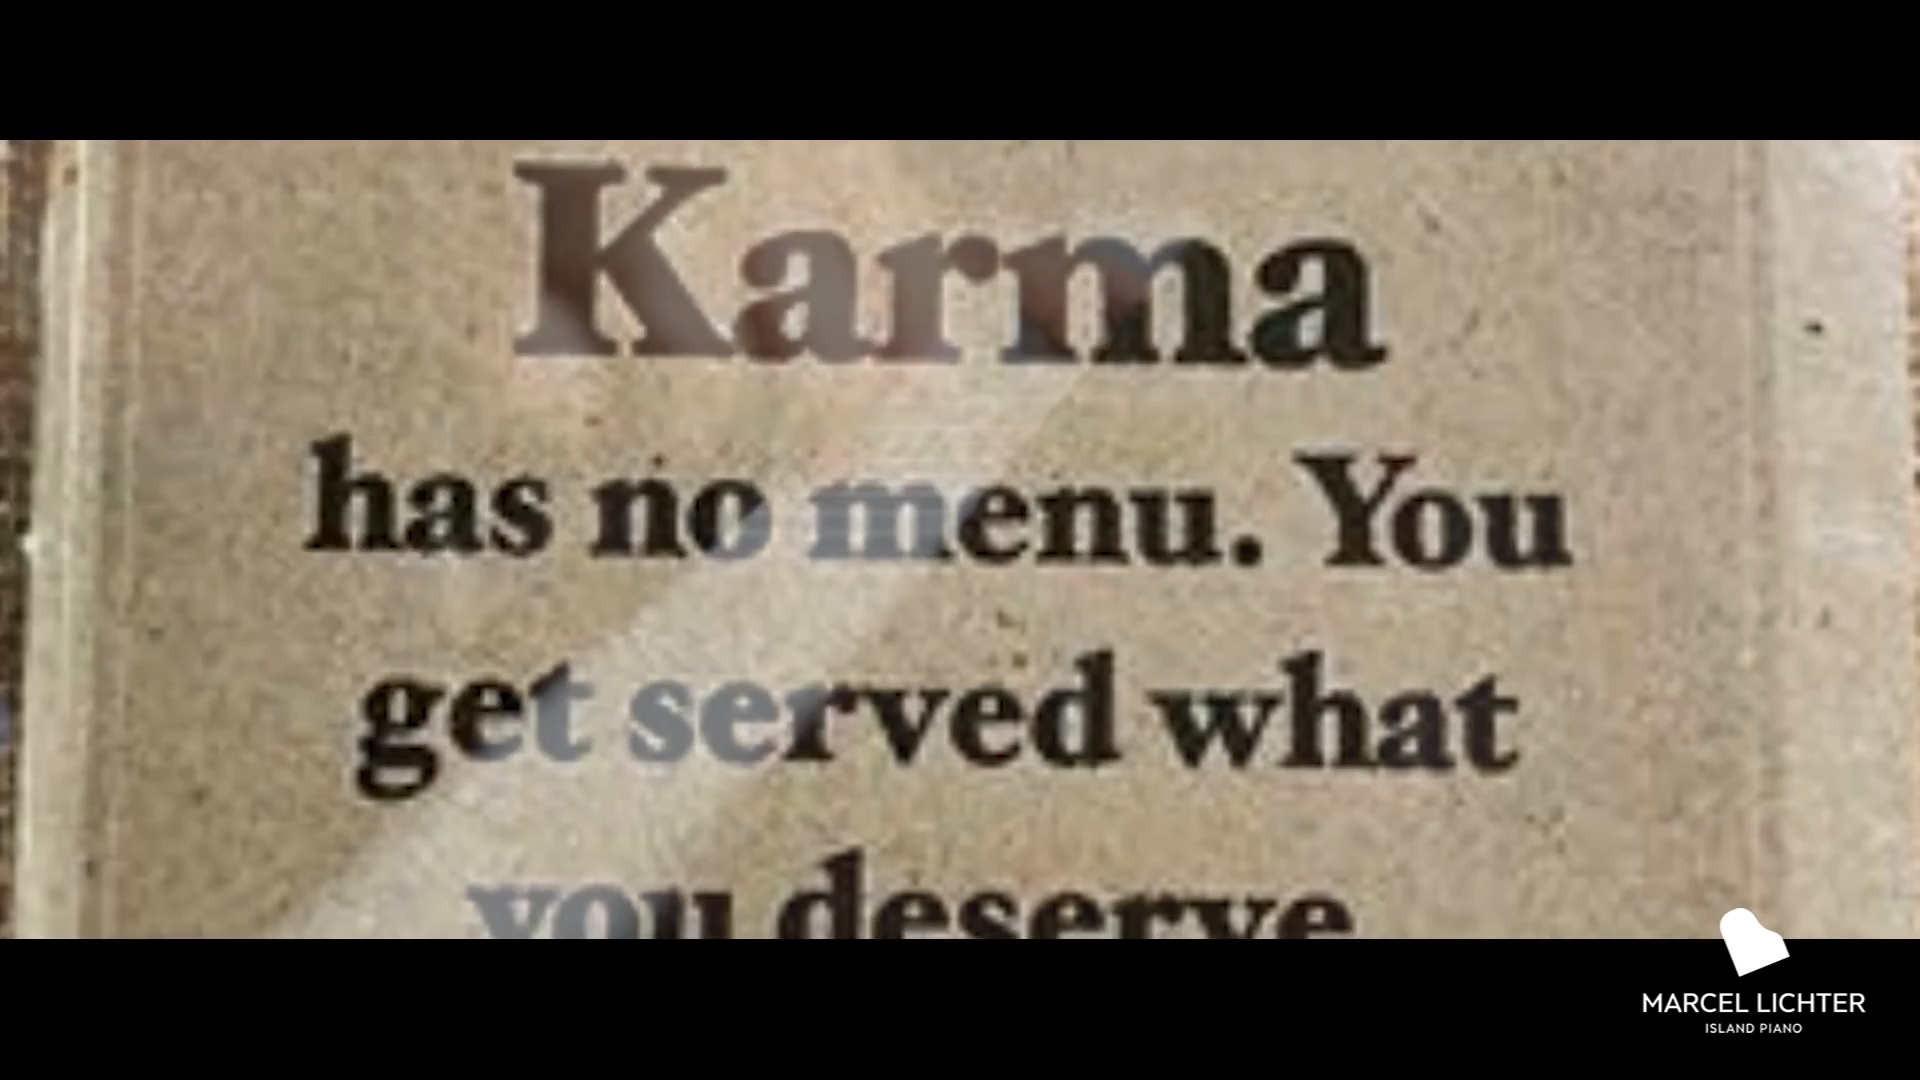 Karma
has no menu. You
get served what
you deserve
MARCEL LICHTER
ISLAND PIANO